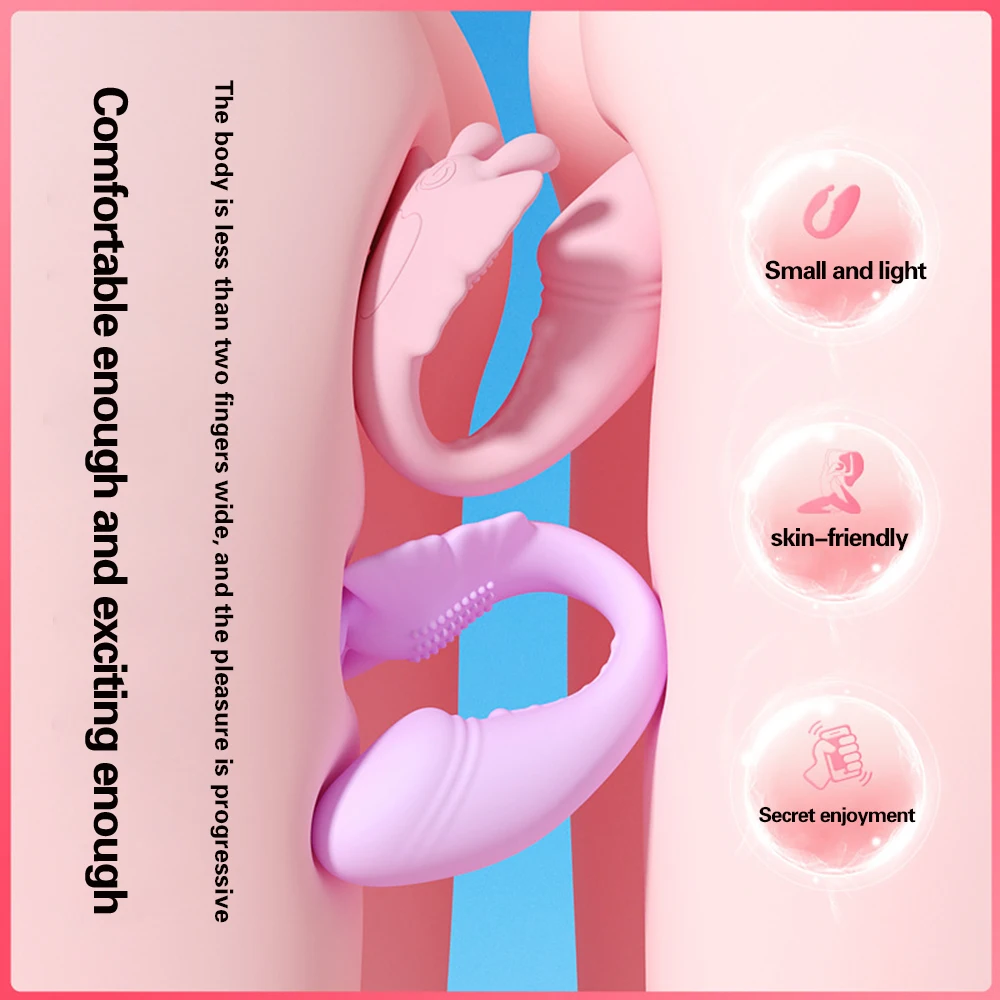 Comfortable enough and exciting enough
The body is less than two fingers wide, and the pleasure is progressive
Small and light
skin-friendly
Secret enjoyment